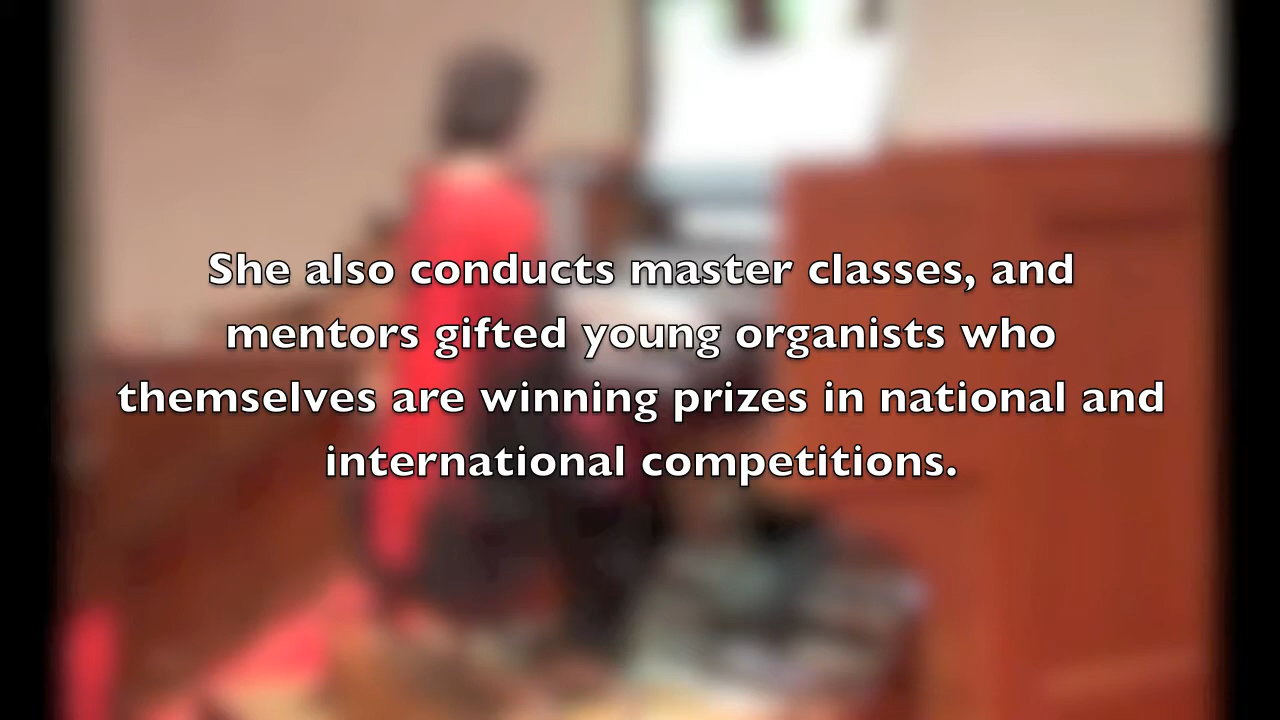 She also conducts master classes, and
mentors gifted young organists who
themselves are winning prizes in national and
international competitions.